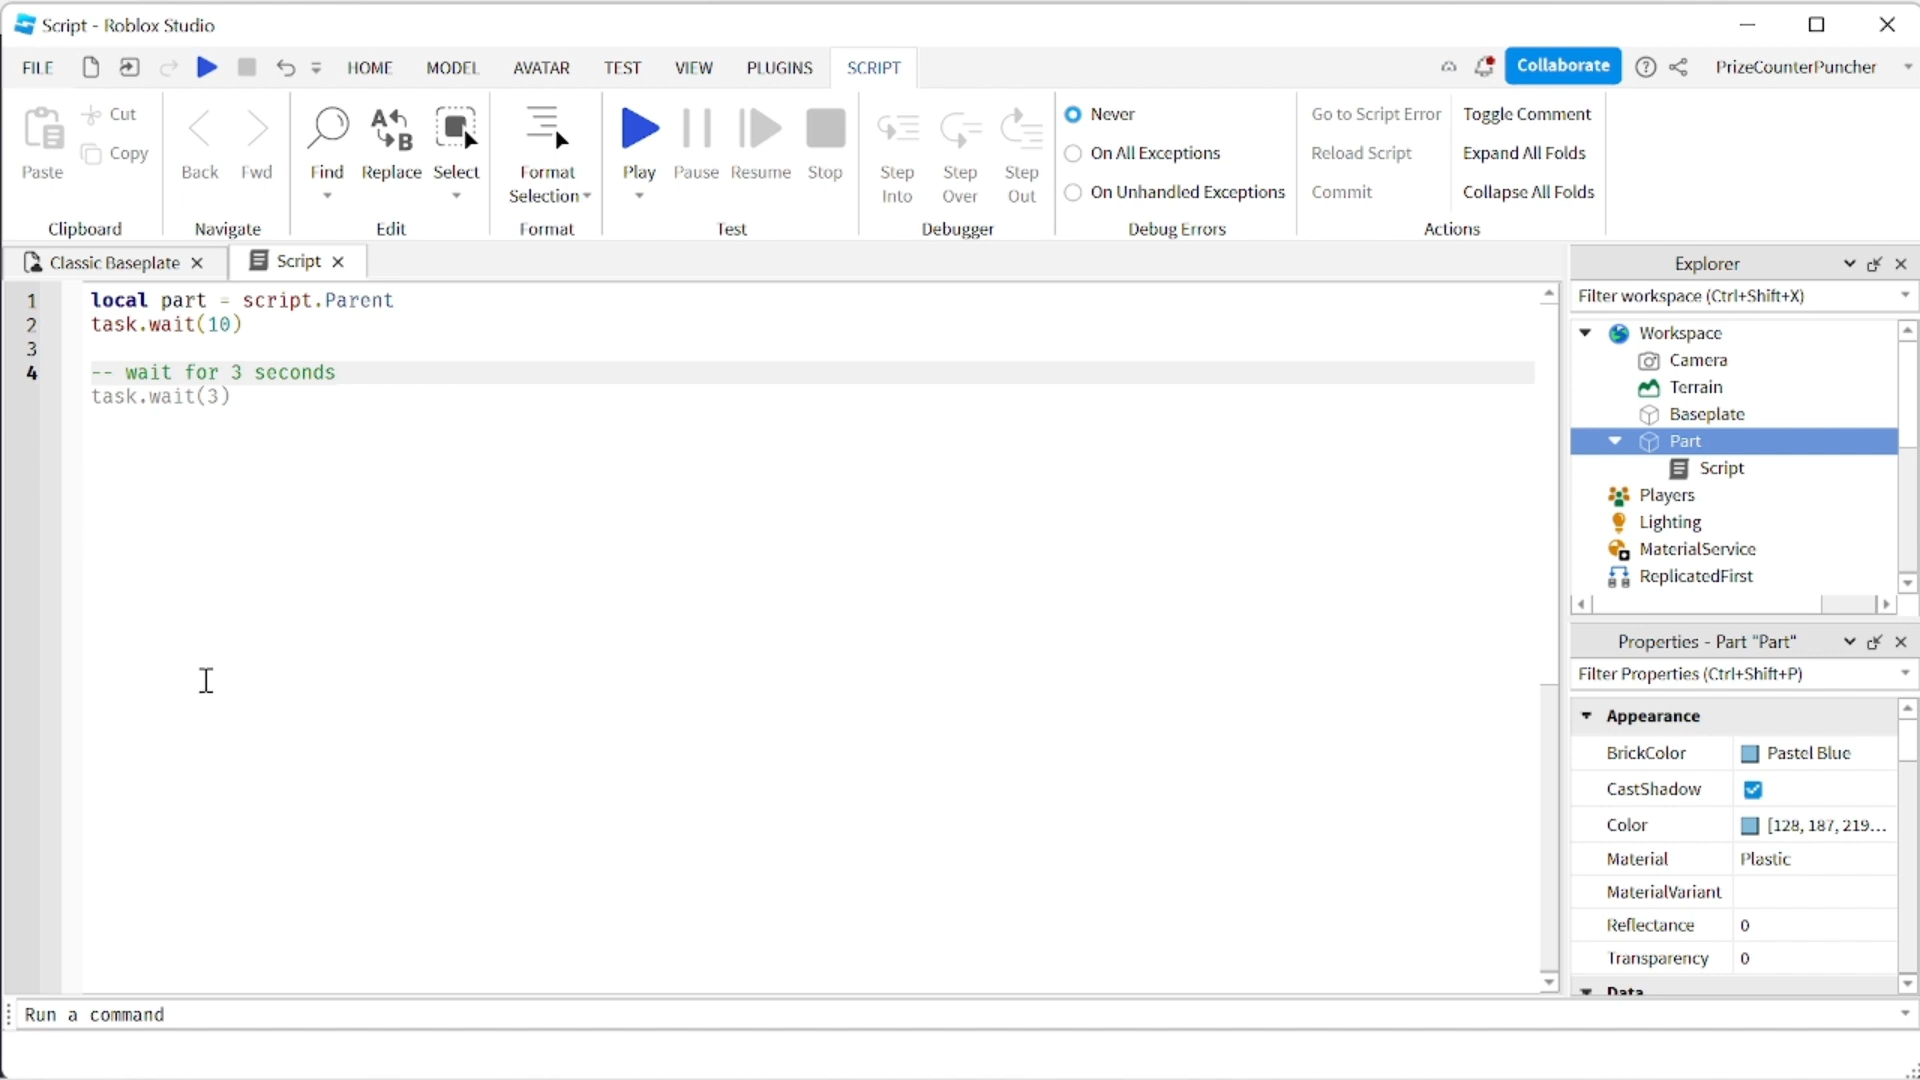 Script - Roblox Studio
FILE HOME MODEL AVATAR TEST VIEW PLUGINS SCRIPT Collaborate PrizeCounterPuncher
Paste Cut Copy
Clipboard
Back Fwd
Navigate
Find Replace Select
Edit
Format Selection
Format
Play Pause Resume Stop
Test
Step Into Step Over Step Out
Debugger
Never
On All Exceptions
On Unhandled Exceptions
Debug Errors
Go to Script Error Toggle Comment
Reload Script Expand All Folds
Commit Collapse All Folds
Actions
Classic Baseplate Script
1 local part = script.Parent
2 task.wait(10)
3
4 -- wait for 3 seconds
task.wait(3)
Explorer
Filter workspace (Ctrl+Shift+X)
Workspace
Camera
Terrain
Baseplate
Part
Script
Players
Lighting
MaterialService
ReplicatedFirst
Properties - Part "Part"
Filter Properties (Ctrl+Shift+P)
Appearance
BrickColor Pastel Blue
CastShadow
Color [128, 187, 219...
Material Plastic
MaterialVariant
Reflectance 0
Transparency 0
Data
Run a command